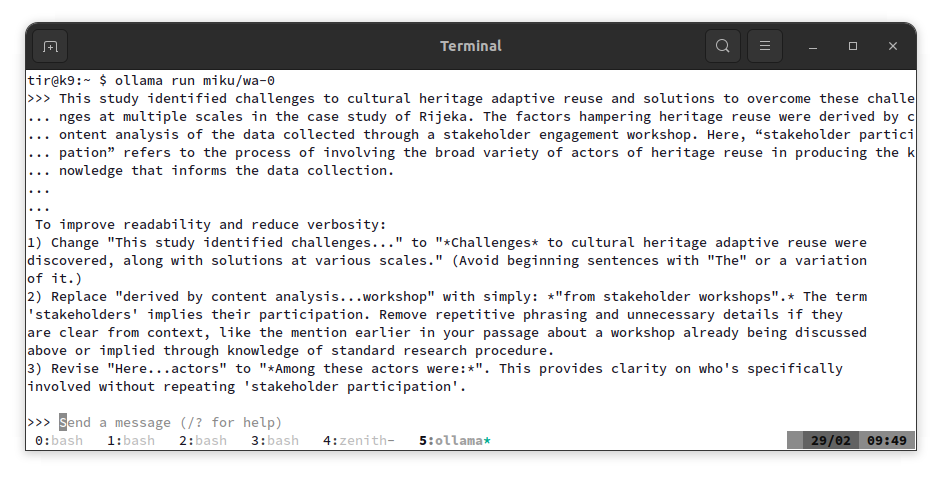 Terminal
tir@k9:~ $ ollama run miku/wa-0
>>> This study identified challenges to cultural heritage adaptive reuse and solutions to overcome these challe
... nges at multiple scales in the case study of Rijeka. The factors hampering heritage reuse were derived by c
... ontent analysis of the data collected through a stakeholder engagement workshop. Here, “stakeholder partici
... pation” refers to the process of involving the broad variety of actors of heritage reuse in producing the k
... nowledge that informs the data collection.
...
...
To improve readability and reduce verbosity:
1) Change "This study identified challenges..." to "*Challenges* to cultural heritage adaptive reuse were
discovered, along with solutions at various scales." (Avoid beginning sentences with "The" or a variation
of it.)
2) Replace "derived by content analysis...workshop" with simply: *"from stakeholder workshops".* The term
'stakeholders' implies their participation. Remove repetitive phrasing and unnecessary details if they
are clear from context, like the mention earlier in your passage about a workshop already being discussed
above or implied through knowledge of standard research procedure.
3) Revise "Here...actors" to "*Among these actors were:*". This provides clarity on who's specifically
involved without repeating 'stakeholder participation'.
>>> Send a message (/? for help)
0:bash 1:bash 2:bash 3:bash 4:zenith- 5:ollama* 29/02 09:49